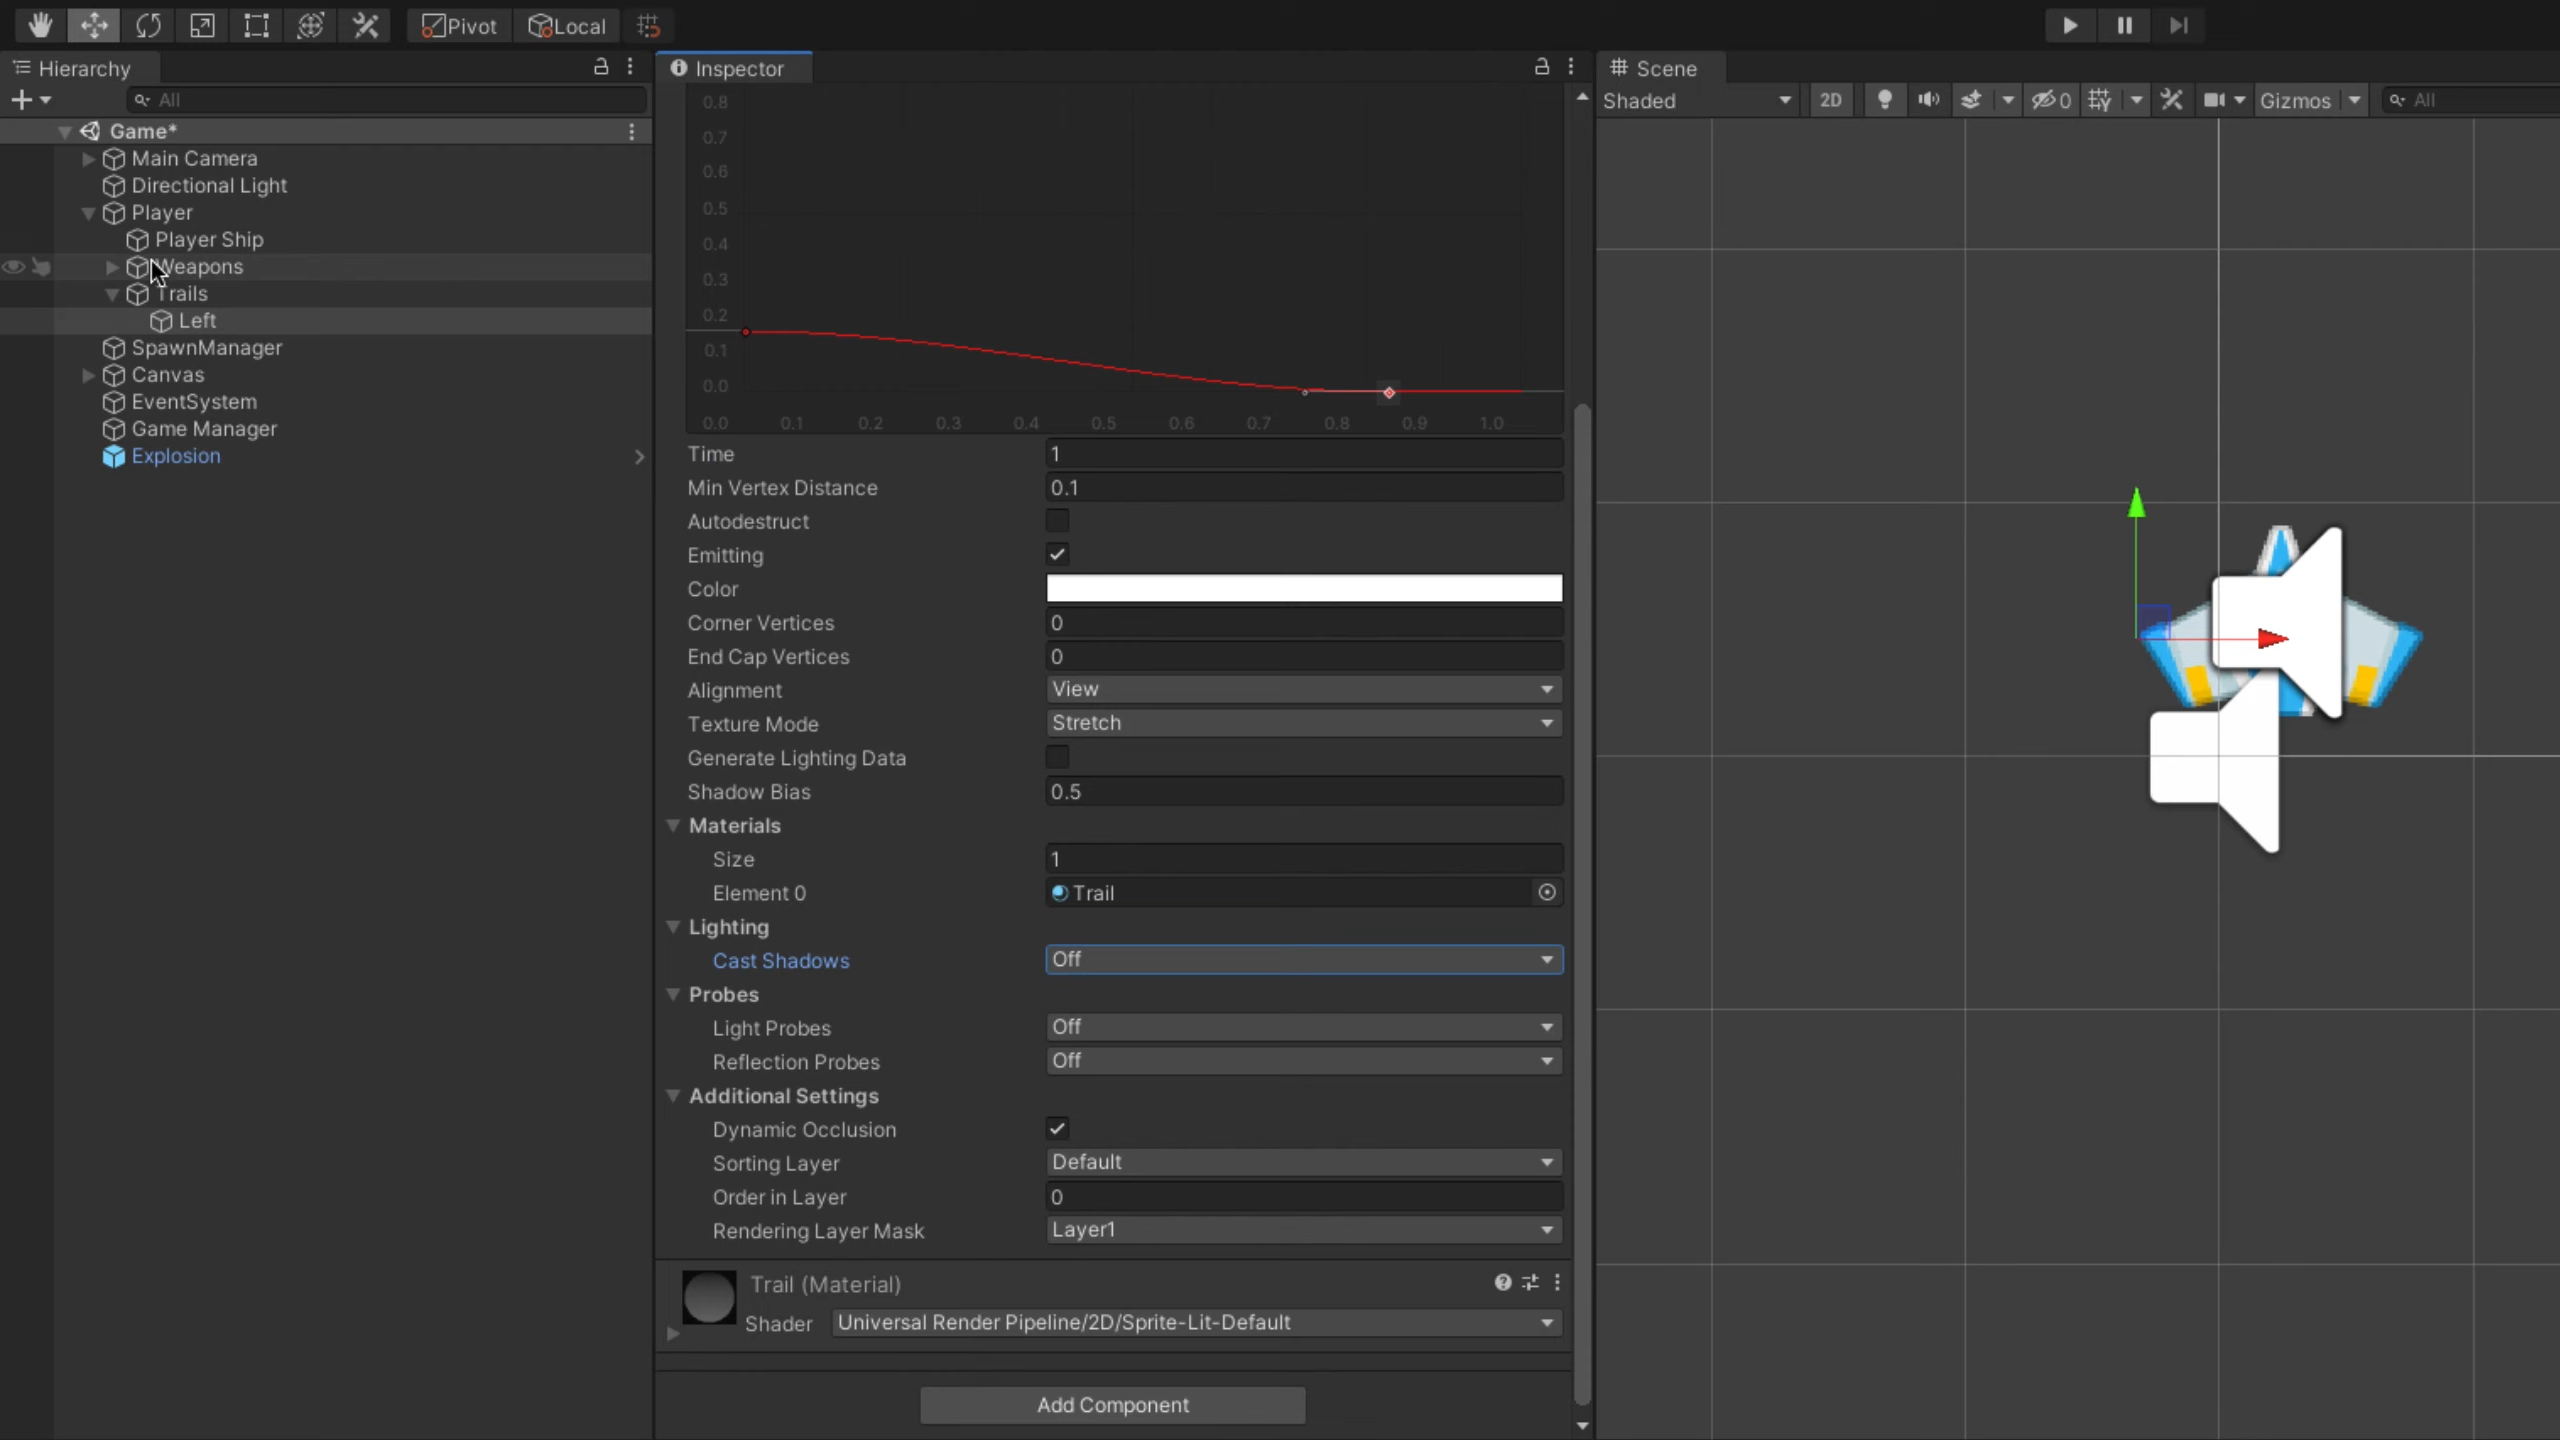 Pivot Local
Hierarchy
All
Game*
Main Camera
Directional Light
Player
Player Ship
Weapons
Trails
Left
SpawnManager
Canvas
EventSystem
Game Manager
Explosion
Inspector
0.8
0.7
0.6
0.5
0.4
0.3
0.2
0.1
0.0
0.0 0.1 0.2 0.3 0.4 0.5 0.6 0.7 0.8 0.9 1.0
Time 1
Min Vertex Distance 0.1
Autodestruct
Emitting
Color
Corner Vertices 0
End Cap Vertices 0
Alignment View
Texture Mode Stretch
Generate Lighting Data
Shadow Bias 0.5
Materials
Size 1
Element 0 Trail
Lighting
Cast Shadows Off
Probes
Light Probes Off
Reflection Probes Off
Additional Settings
Dynamic Occlusion
Sorting Layer Default
Order in Layer 0
Rendering Layer Mask Layer1
Trail (Material)
Shader Universal Render Pipeline/2D/Sprite-Lit-Default
Add Component
Scene
Shaded 2D 0 Gizmos All